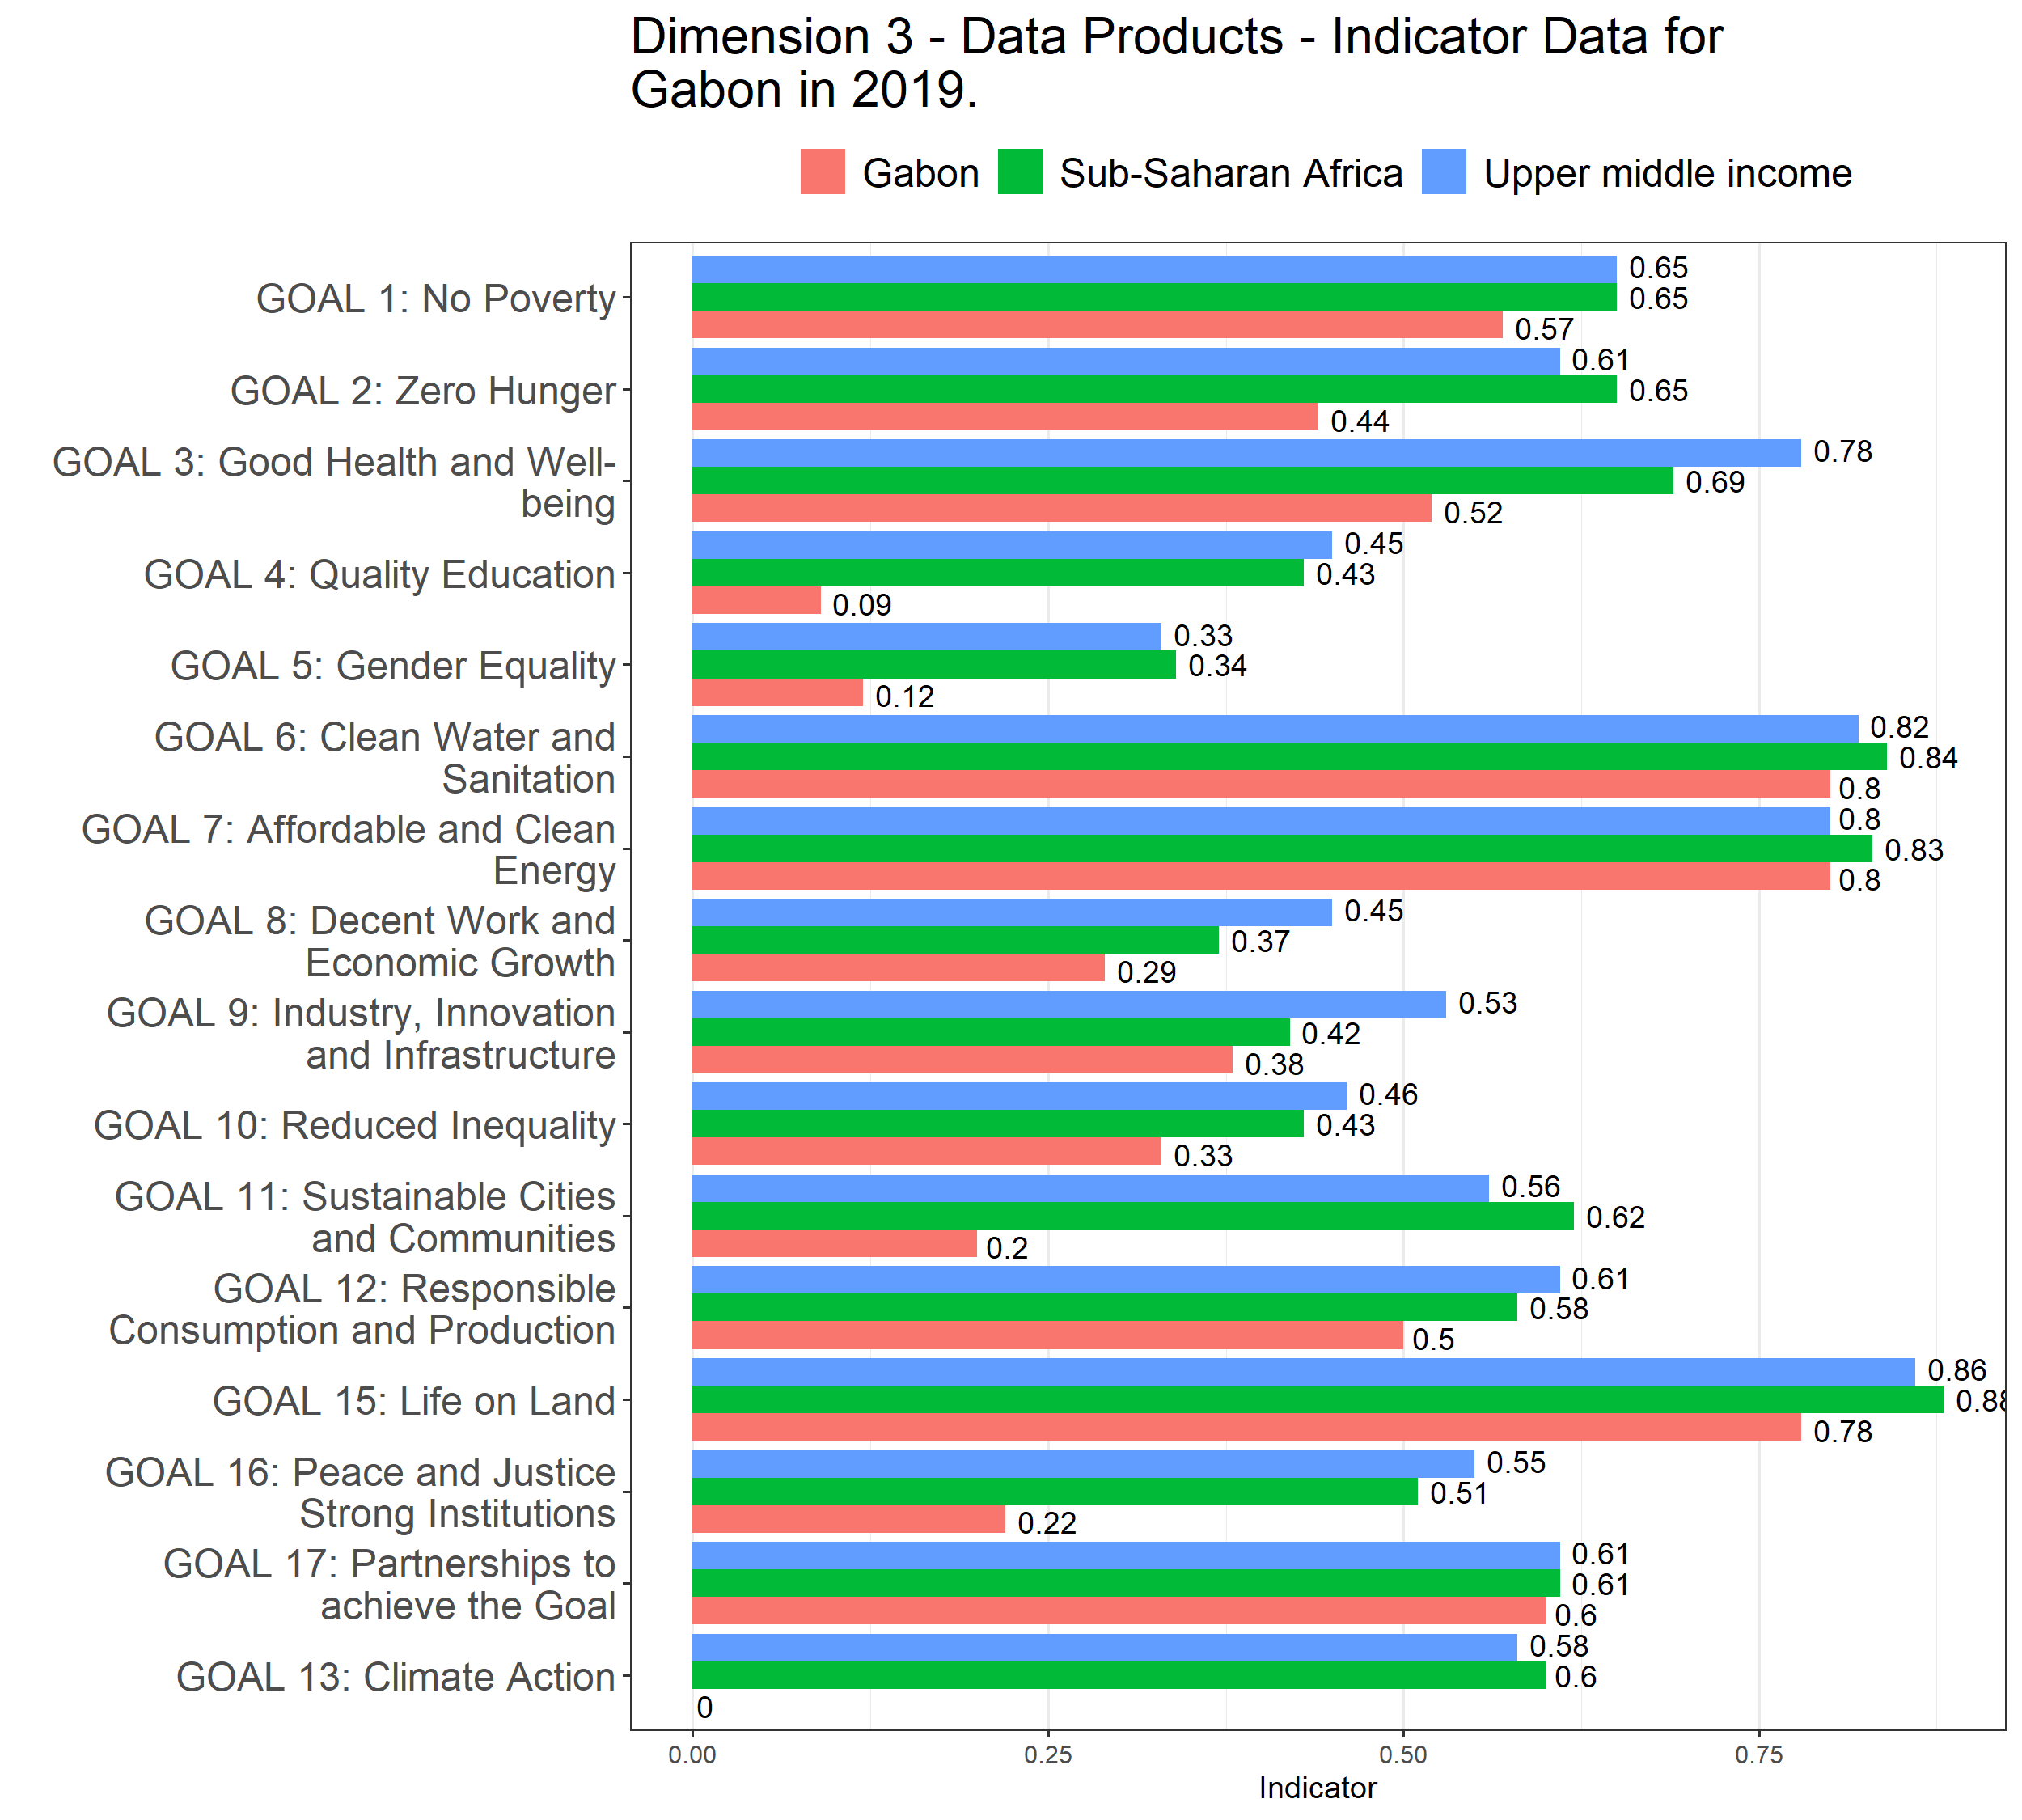 Dimension 3 - Data Products - Indicator Data for
Gabon in 2019.
Gabon Sub-Saharan Africa Upper middle income
GOAL 1: No Poverty
0.65
0.65
0.57
GOAL 2: Zero Hunger
0.61
0.65
0.44
GOAL 3: Good Health and Well-
being
0.78
0.69
0.52
GOAL 4: Quality Education
0.45
0.43
0.09
GOAL 5: Gender Equality
0.33
0.34
0.12
GOAL 6: Clean Water and
Sanitation
0.82
0.84
0.8
GOAL 7: Affordable and Clean
Energy
0.8
0.83
0.8
GOAL 8: Decent Work and
Economic Growth
0.45
0.37
0.29
GOAL 9: Industry, Innovation
and Infrastructure
0.53
0.42
0.38
GOAL 10: Reduced Inequality
0.46
0.43
0.33
GOAL 11: Sustainable Cities
and Communities
0.56
0.62
0.2
GOAL 12: Responsible
Consumption and Production
0.61
0.58
0.5
GOAL 15: Life on Land
0.86
0.88
0.78
GOAL 16: Peace and Justice
Strong Institutions
0.55
0.51
0.22
GOAL 17: Partnerships to
achieve the Goal
0.61
0.61
0.6
GOAL 13: Climate Action
0.58
0.6
0
0.00 0.25 0.50 0.75
Indicator